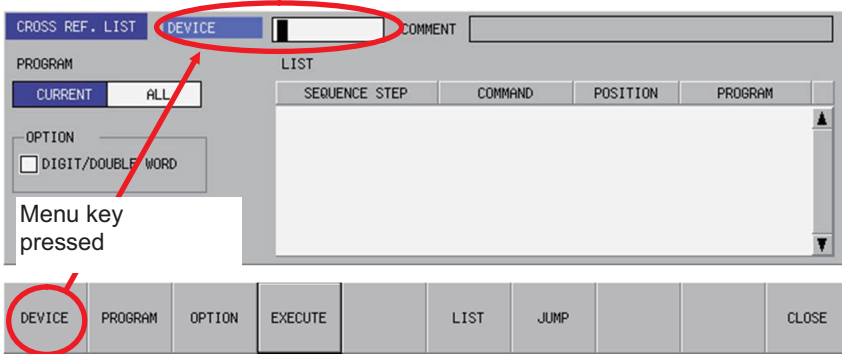 CROSS REF. LIST DEVICE COMMENT
PROGRAM LIST
CURRENT ALL SEQUENCE STEP COMMAND POSITION PROGRAM
OPTION
DIGIT/DOUBLE WORD
Menu key
pressed
DEVICE PROGRAM OPTION EXECUTE LIST JUMP CLOSE